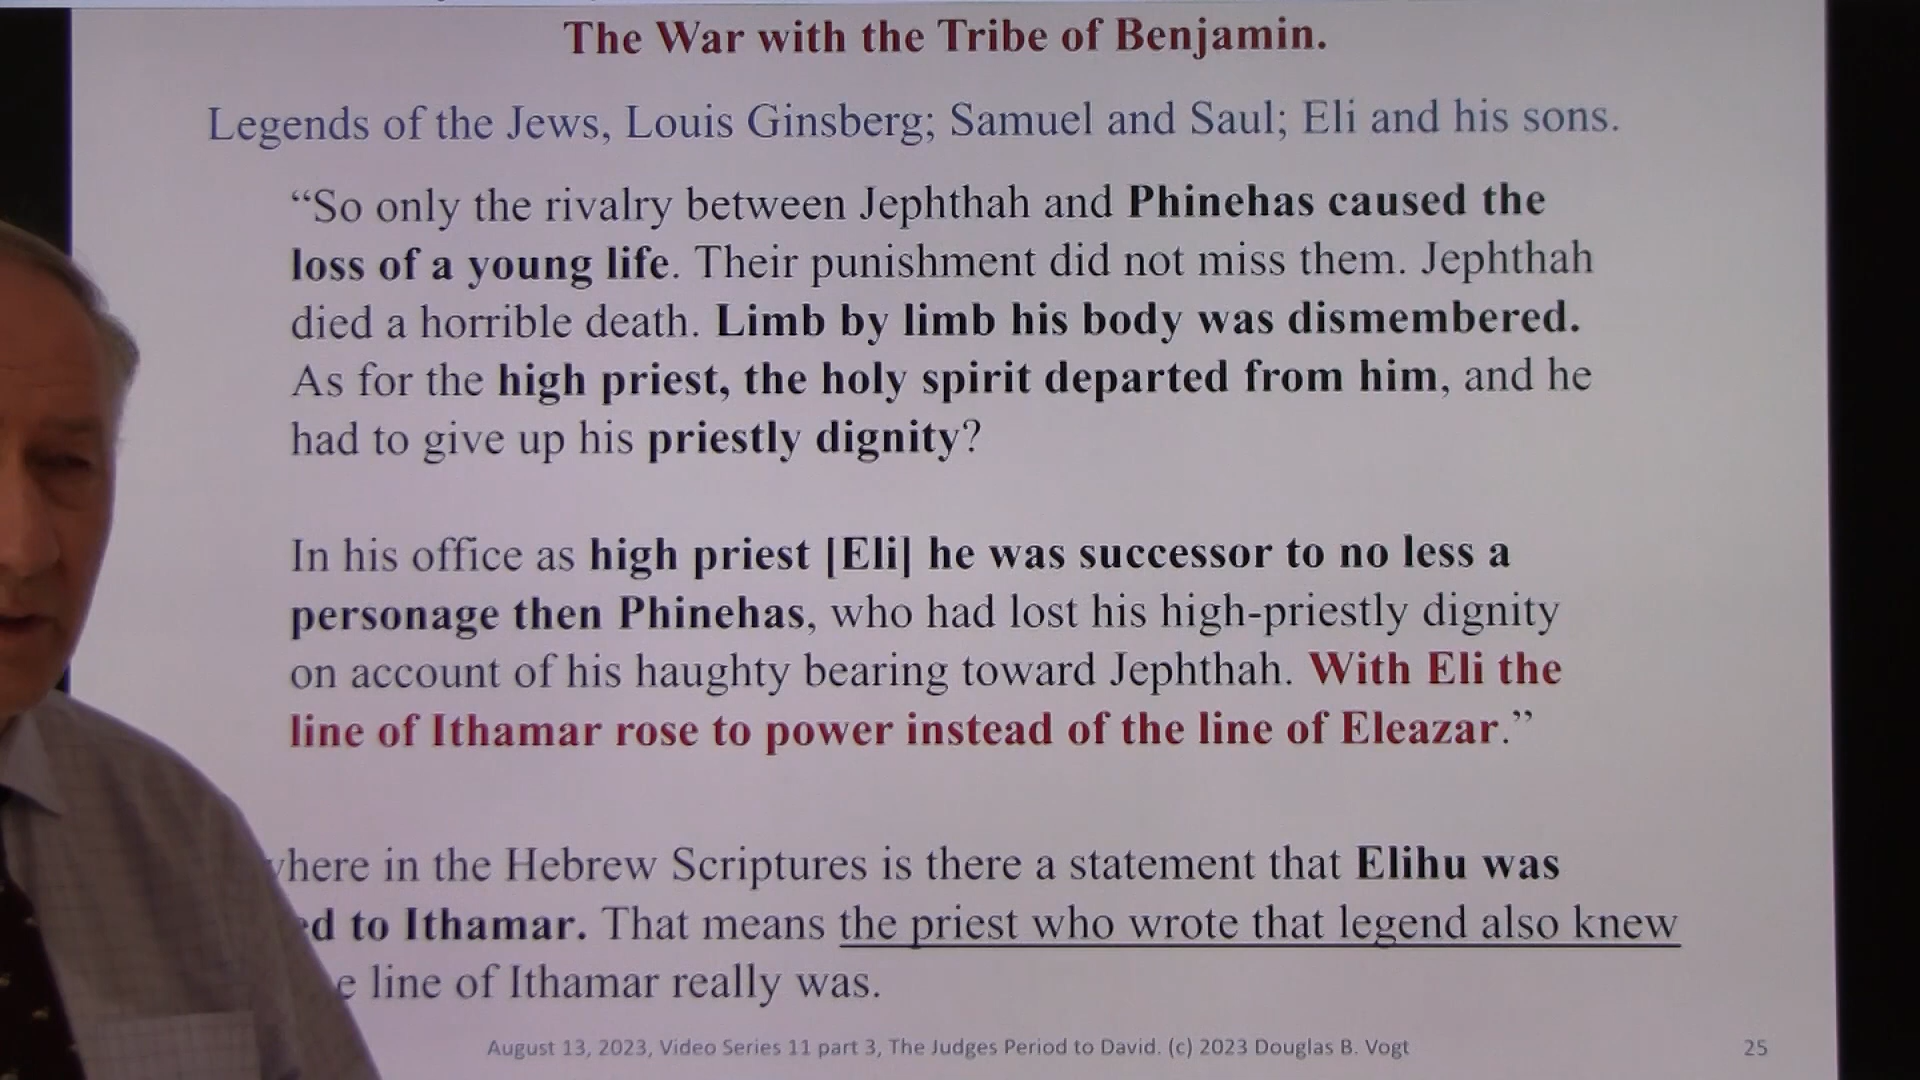 The War with the Tribe of Benjamin.
Legends of the Jews, Louis Ginsberg; Samuel and Saul; Eli and his sons.
“So only the rivalry between Jephthah and Phinehas caused the
loss of a young life. Their punishment did not miss them. Jephthah
died a horrible death. Limb by limb his body was dismembered.
As for the high priest, the holy spirit departed from him, and he
had to give up his priestly dignity?
In his office as high priest [Eli] he was successor to no less a
personage then Phinehas, who had lost his high-priestly dignity
on account of his haughty bearing toward Jephthah. With Eli the
line of Ithamar rose to power instead of the line of Eleazar.”
in the Hebrew Scriptures is there a statement that Elihu was
to Ithamar. That means the priest who wrote that legend also knew
line of Ithamar really was.
August 13, 2023, Video Series 11 part 3, The Judges Period to David. (c) 2023 Douglas B. Vogt
25